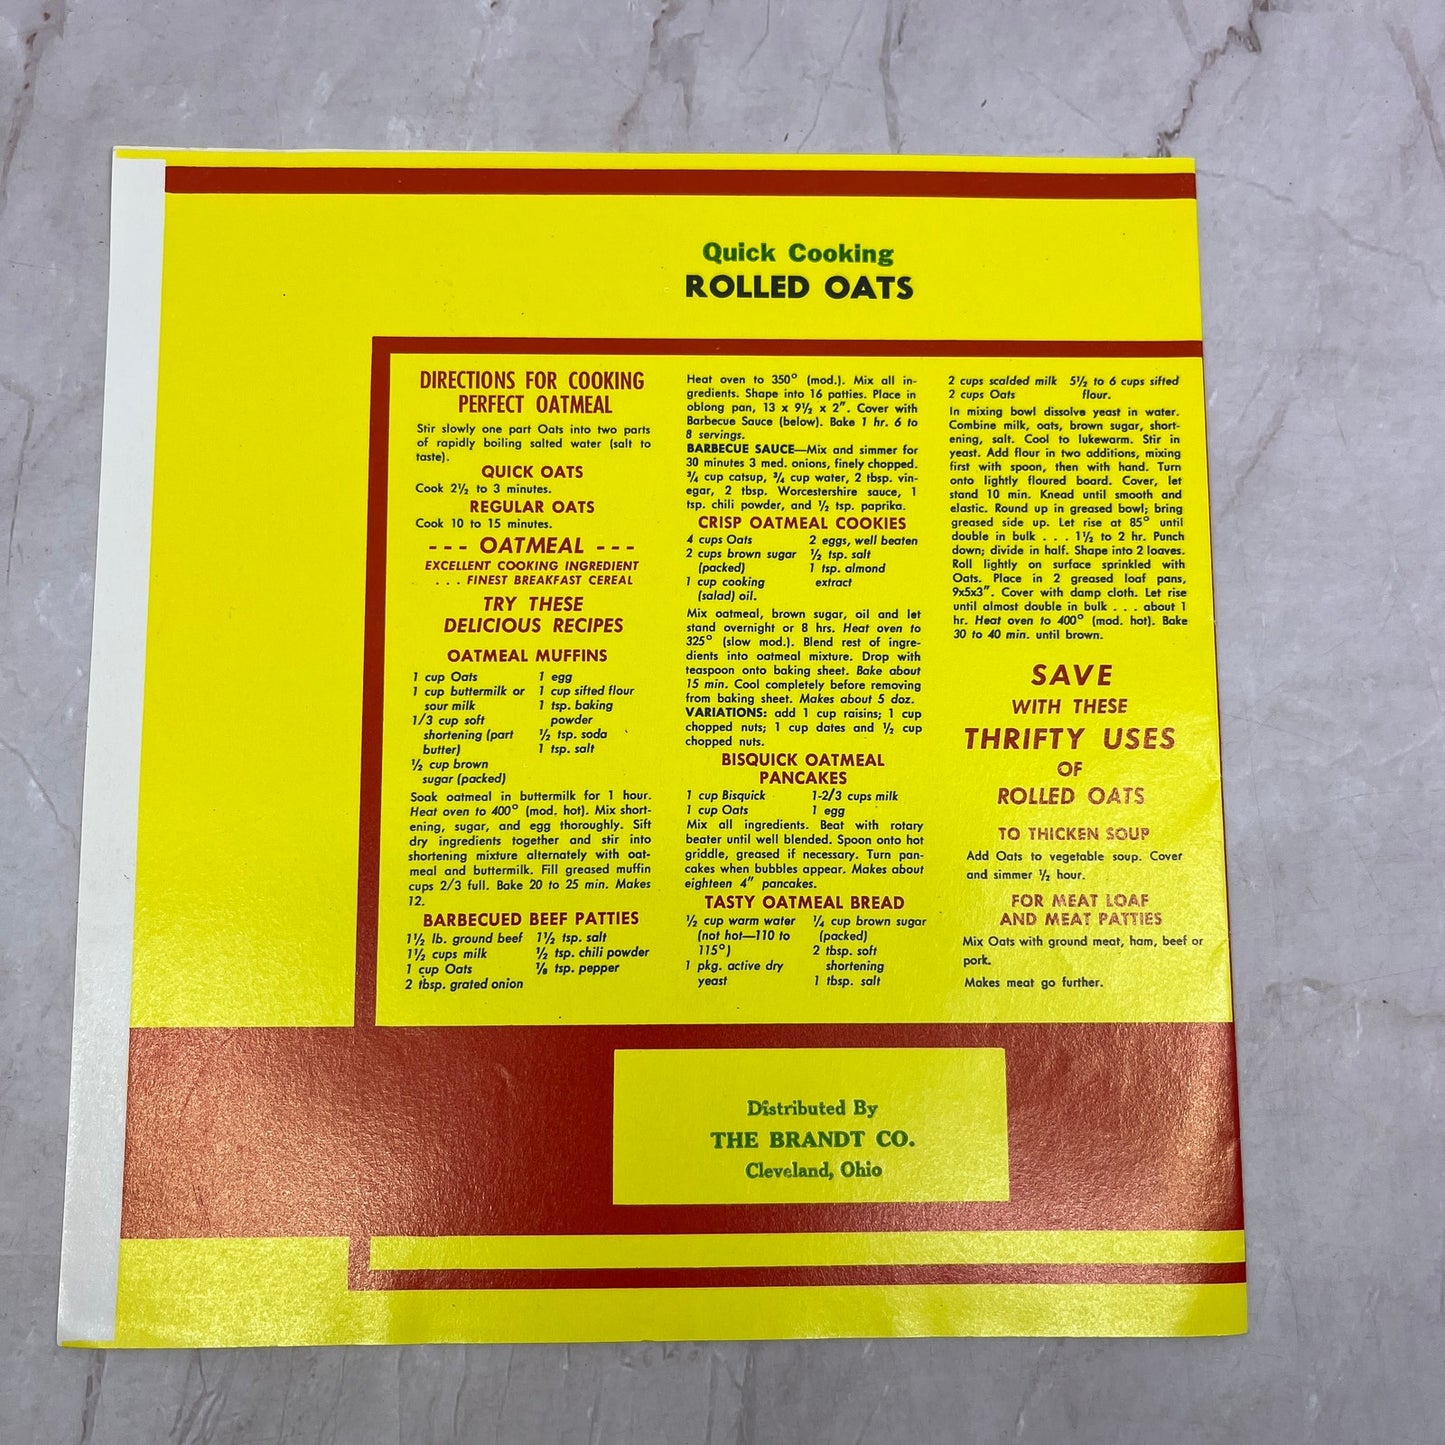 Quick Cooking
ROLLED OATS
DIRECTIONS FOR COOKING
PERFECT OATMEAL
Stir slowly one part Oats into two parts
of rapidly boiling salted water (salt to
taste).
QUICK OATS
Cook 2½ to 3 minutes.
REGULAR OATS
Cook 10 to 15 minutes.
--- OATMEAL ---
EXCELLENT COOKING INGREDIENT
. . . FINEST BREAKFAST CEREAL
TRY THESE
DELICIOUS RECIPES
OATMEAL MUFFINS
1 cup Oats
1 cup buttermilk or
sour milk
1/3 cup soft
shortening (part
butter)
½ cup brown
sugar (packed)
1 egg
1 cup sifted flour
1 tsp. baking
powder
½ tsp. soda
1 tsp. salt
Soak oatmeal in buttermilk for 1 hour.
Heat oven to 400° (mod. hot). Mix short-
ening, sugar, and egg thoroughly. Sift
dry ingredients together and stir into
shortening mixture alternately with oat-
meal and buttermilk. Fill greased muffin
cups 2/3 full. Bake 20 to 25 min. Makes
12.
BARBECUED BEEF PATTIES
1½ lb. ground beef
1½ cups milk
1 cup Oats
2 tbsp. grated onion
1½ tsp. salt
½ tsp. chili powder
⅛ tsp. pepper
Heat oven to 350° (mod.). Mix all in-
gredients. Shape into 16 patties. Place in
oblong pan, 13 x 9½ x 2". Cover with
Barbecue Sauce (below). Bake 1 hr. 6 to
8 servings.
BARBECUE SAUCE—Mix and simmer for
30 minutes 3 med. onions, finely chopped.
¾ cup catsup, ¾ cup water, 2 tbsp. vin-
egar, 2 tbsp. Worcestershire sauce, 1
tsp. chili powder, and ½ tsp. paprika.
CRISP OATMEAL COOKIES
4 cups Oats
2 cups brown sugar
(packed)
1 cup cooking
(salad) oil.
2 eggs, well beaten
½ tsp. salt
1 tsp. almond
extract
Mix oatmeal, brown sugar, oil and let
stand overnight or 8 hrs. Heat oven to
325° (slow mod.). Blend rest of ingre-
dients into oatmeal mixture. Drop with
teaspoon onto baking sheet. Bake about
15 min. Cool completely before removing
from baking sheet. Makes about 5 doz.
VARIATIONS: add 1 cup raisins; 1 cup
chopped nuts; 1 cup dates and ½ cup
chopped nuts.
BISQUICK OATMEAL
PANCAKES
1 cup Bisquick
1 cup Oats
1-2/3 cups milk
1 egg
Mix all ingredients. Beat with rotary
beater until well blended. Spoon onto hot
griddle, greased if necessary. Turn pan-
cakes when bubbles appear. Makes about
eighteen 4" pancakes.
TASTY OATMEAL BREAD
½ cup warm water
(not hot—110 to
115°)
1 pkg. active dry
yeast
¼ cup brown sugar
(packed)
2 tbsp. soft
shortening
1 tbsp. salt
2 cups scalded milk
2 cups Oats
5½ to 6 cups sifted
flour.
In mixing bowl dissolve yeast in water.
Combine milk, oats, brown sugar, short-
ening, salt. Cool to lukewarm. Stir in
yeast. Add flour in two additions, mixing
first with spoon, then with hand. Turn
onto lightly floured board. Cover, let
stand 10 min. Knead until smooth and
elastic. Round up in greased bowl; bring
greased side up. Let rise at 85° until
double in bulk . . . 1½ to 2 hr. Punch
down; divide in half. Shape into 2 loaves.
Roll lightly on surface sprinkled with
Oats. Place in 2 greased loaf pans,
9x5x3". Cover with damp cloth. Let rise
until almost double in bulk . . . about 1
hr. Heat oven to 400° (mod. hot). Bake
30 to 40 min. until brown.
SAVE
WITH THESE
THRIFTY USES
OF
ROLLED OATS
TO THICKEN SOUP
Add Oats to vegetable soup. Cover
and simmer ½ hour.
FOR MEAT LOAF
AND MEAT PATTIES
Mix Oats with ground meat, ham, beef or
pork.
Makes meat go further.
Distributed By
THE BRANDT CO.
Cleveland, Ohio